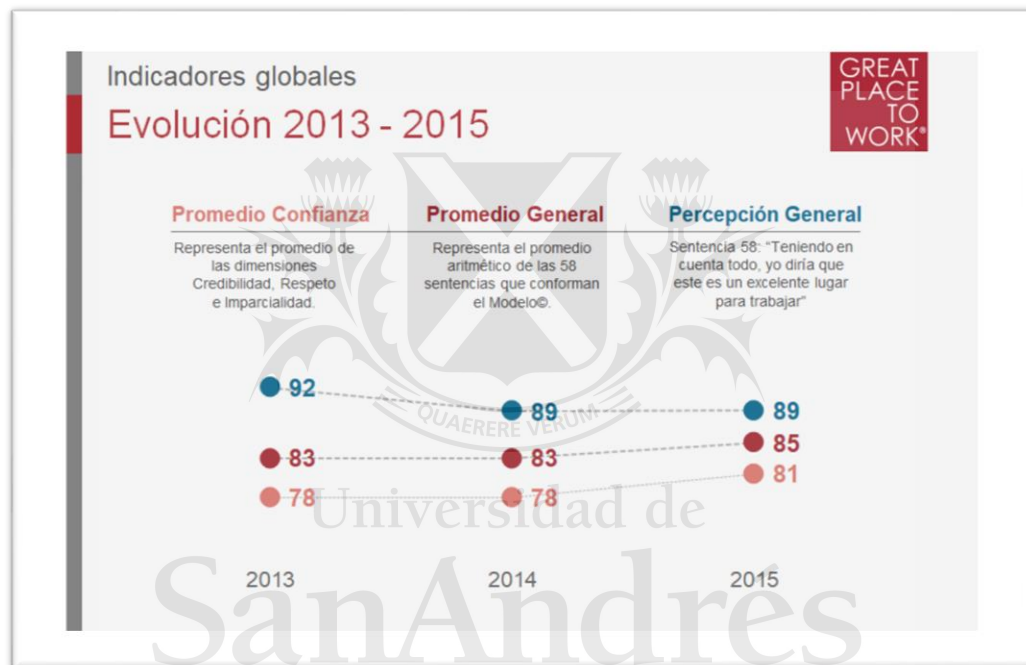 Indicadores globales
Evolución 2013 - 2015
GREAT
PLACE
TO
WORK®
Promedio Confianza
Representa el promedio de
las dimensiones
Credibilidad, Respeto
e Imparcialidad.
Promedio General
Representa el promedio
aritmético de las 58
sentencias que conforman
el Modelo©.
Percepción General
Sentencia 58: "Teniendo en
cuenta todo, yo diría que
este es un excelente lugar
para trabajar"
92
89
89
83
83
85
78
78
81
QUAERERE VERUM
Universidad de
SanAndrés
2013
2014
2015